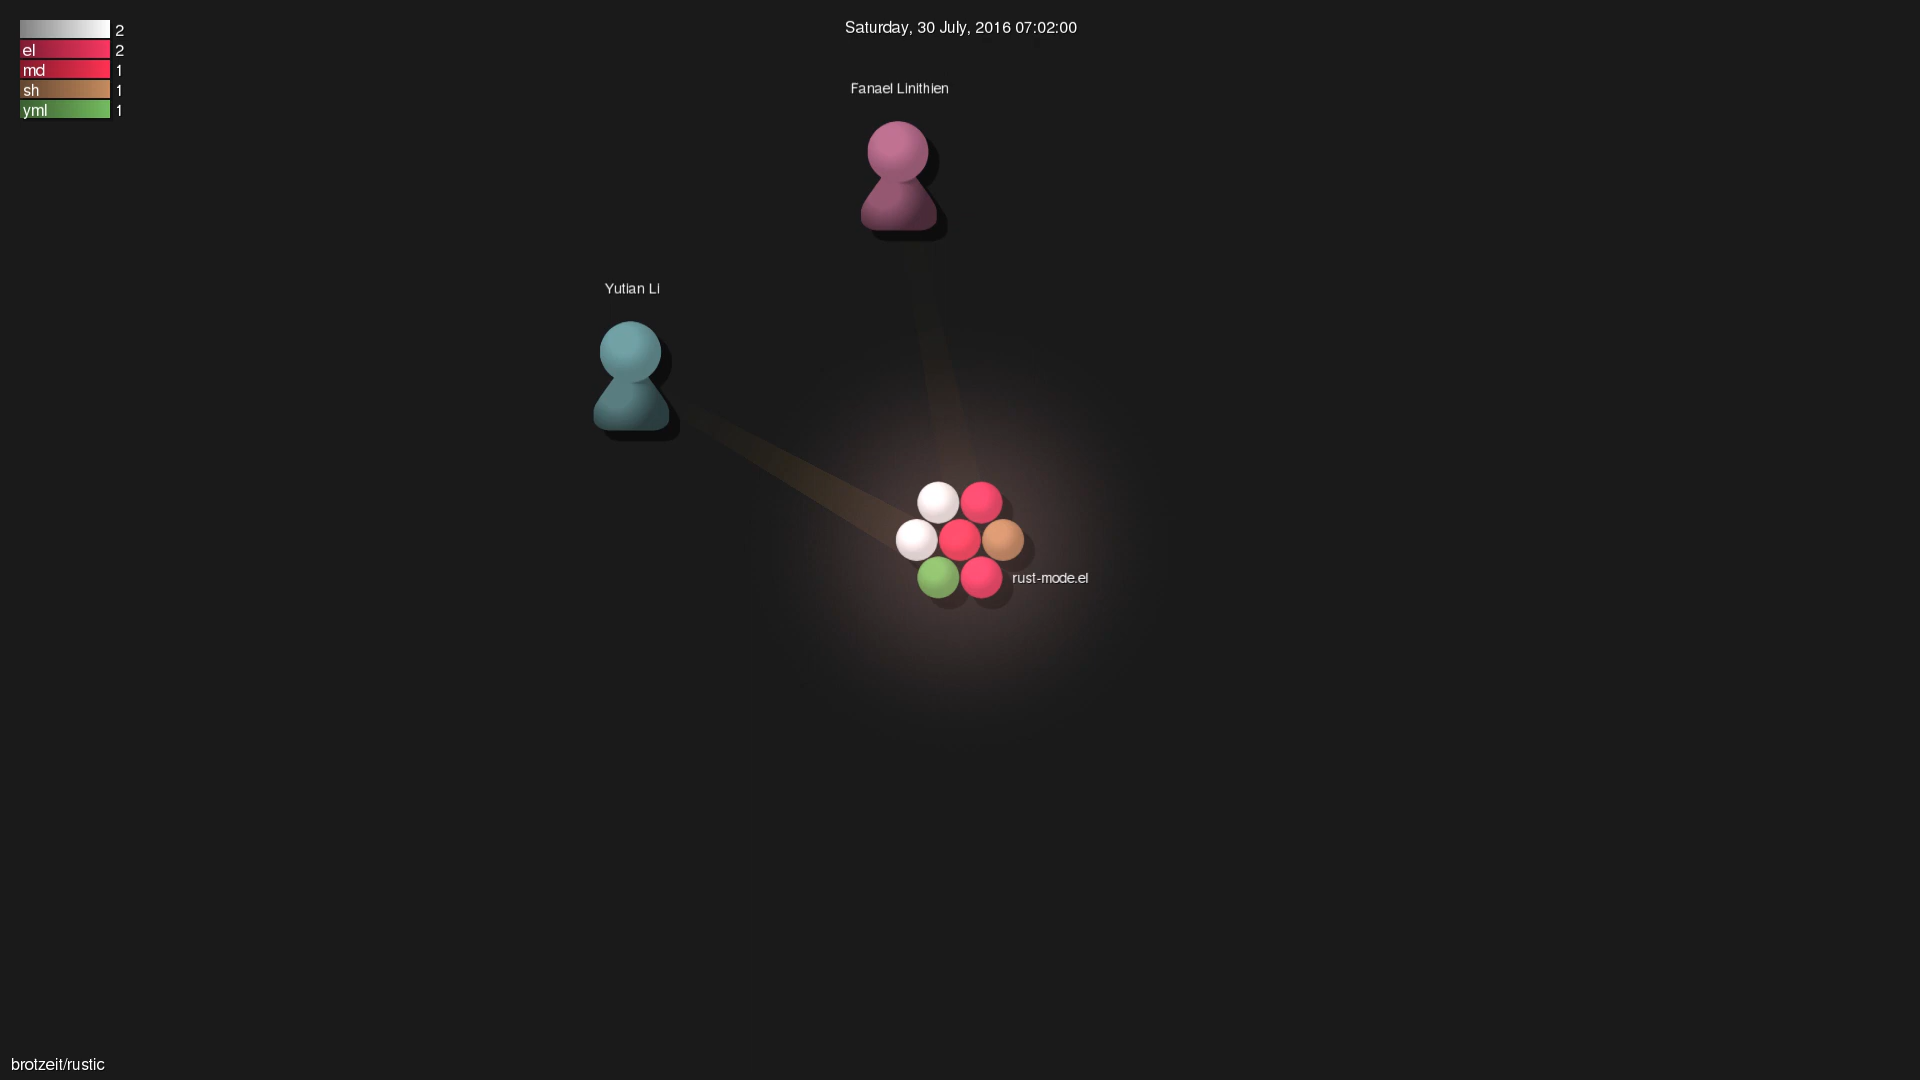 2
el 2
md 1
sh 1
yml 1
Saturday, 30 July, 2016 07:02:00
Fanael Linithien
Yutian Li
rust-mode.el
brotzeit/rustic